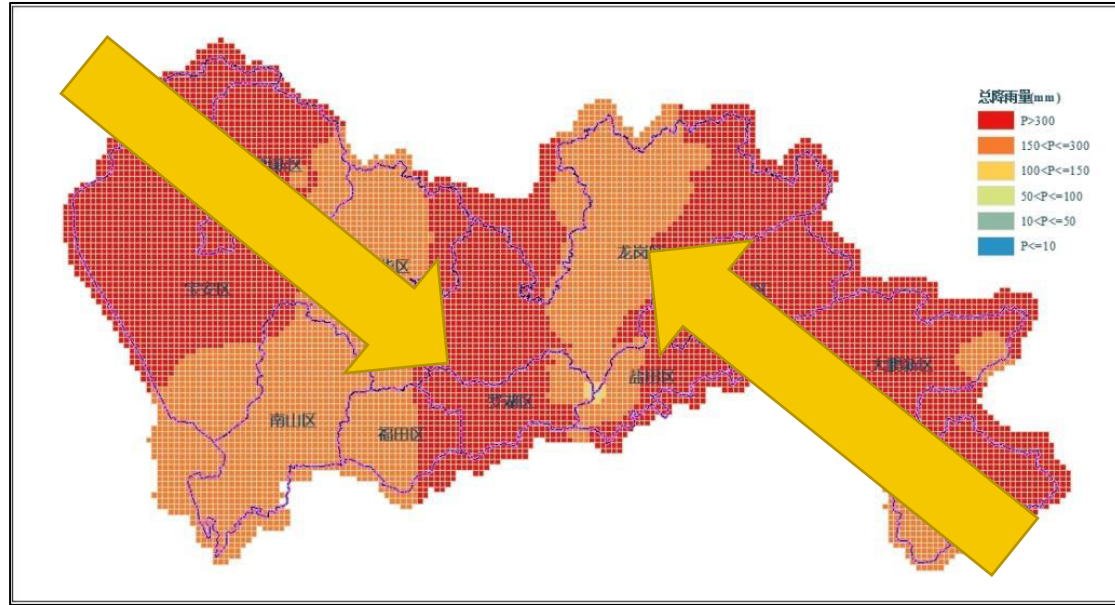 总降雨量(mm)
P>300
150<P<=300
100<P<=150
50<P<=100
10<P<=50
P<=10
龙岗
宝安区
大鹏新区
盐田区
罗湖区
南山区
福田区